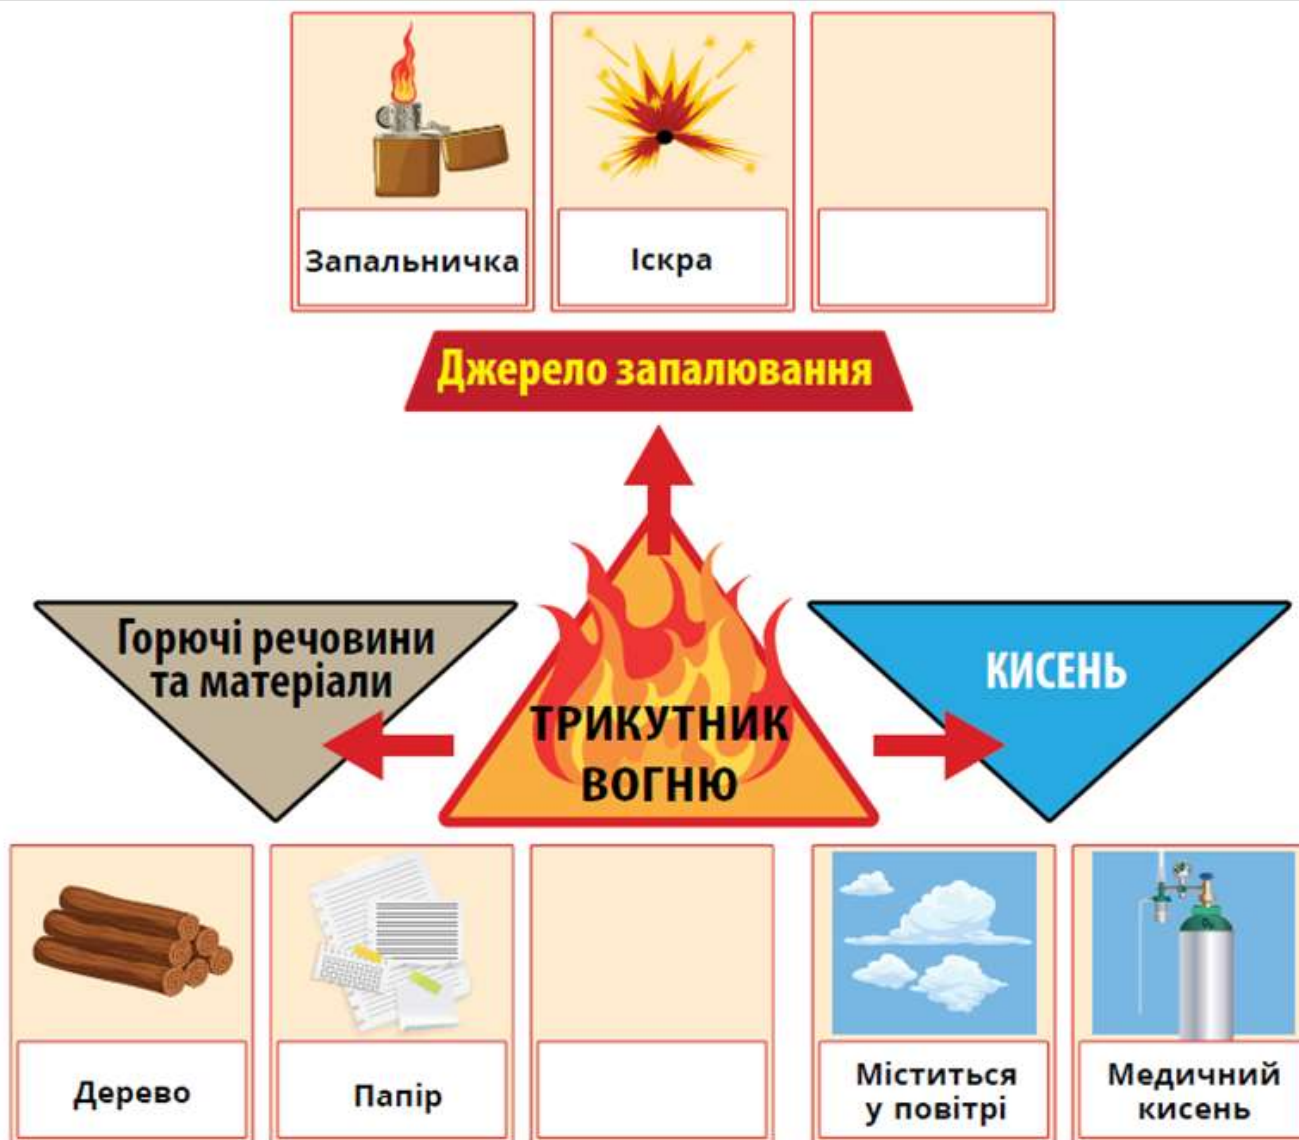 Запальничка
Іскра
Джерело запалювання
Горючі речовини
та матеріали
ТРИКУТНИК
ВОГНЮ
КИСЕНЬ
Дерево
Папір
Міститься
у повітрі
Медичний
кисень